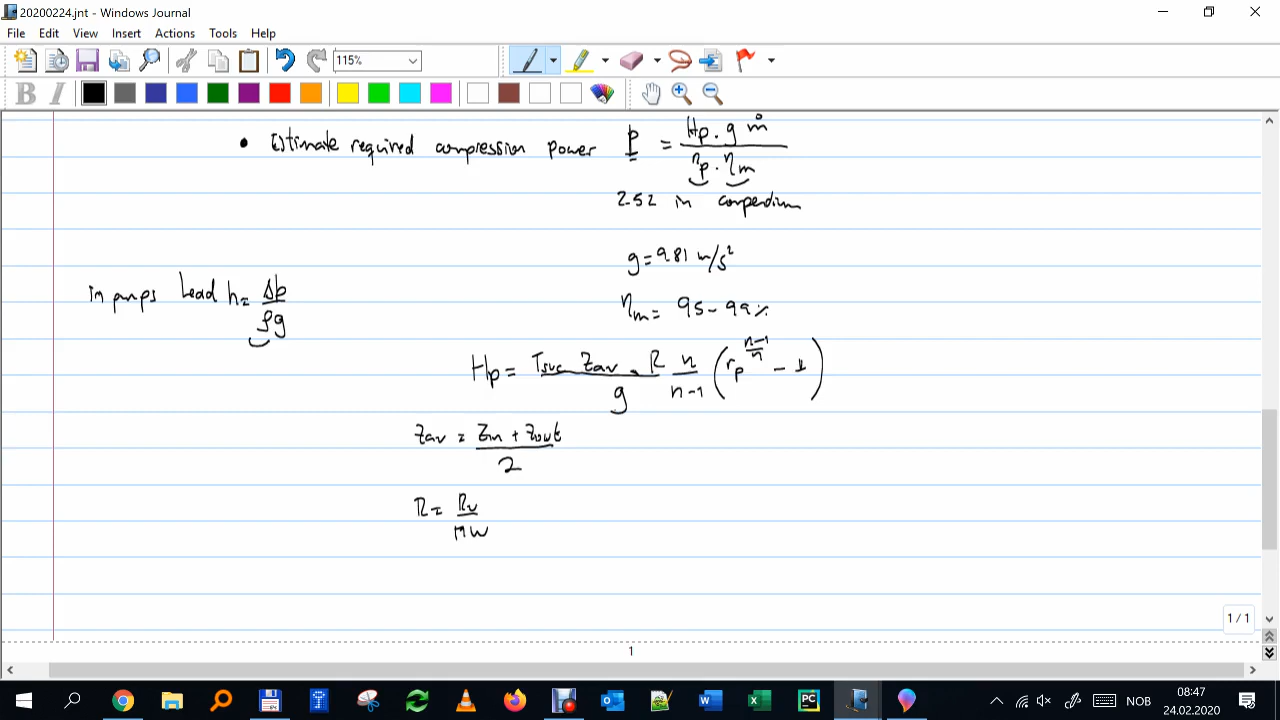 20200224.jnt - Windows Journal
File Edit View Insert Actions Tools Help
115%
B I
• Estimate required compression power P = Hp · g ṁ / ηp · ηm
2.52 in compendium
g = 9.81 m/s²
in pumps head h = Δp / ρg
ηm = 95 - 99 %
Hp = Tsuc Zav · R / g n / n-1 ( rp^(n-1/n) - 1 )
Zav = Zin + Zout / 2
R = Ru / MW
1 / 1
1
NOB
08:47
24.02.2020